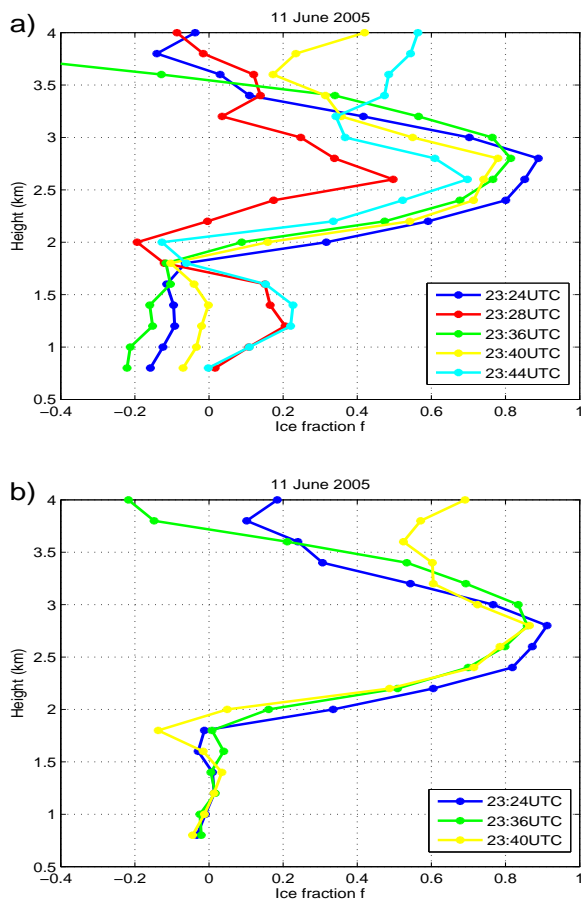 a)
11 June 2005
4
3.5
3
2.5
2
1.5
1
0.5
Height (km)
−0.4
−0.2
0
0.2
0.4
0.6
0.8
1
Ice fraction f
23:24UTC
23:28UTC
23:36UTC
23:40UTC
23:44UTC
b)
11 June 2005
4
3.5
3
2.5
2
1.5
1
0.5
Height (km)
−0.4
−0.2
0
0.2
0.4
0.6
0.8
1
Ice fraction f
23:24UTC
23:36UTC
23:40UTC